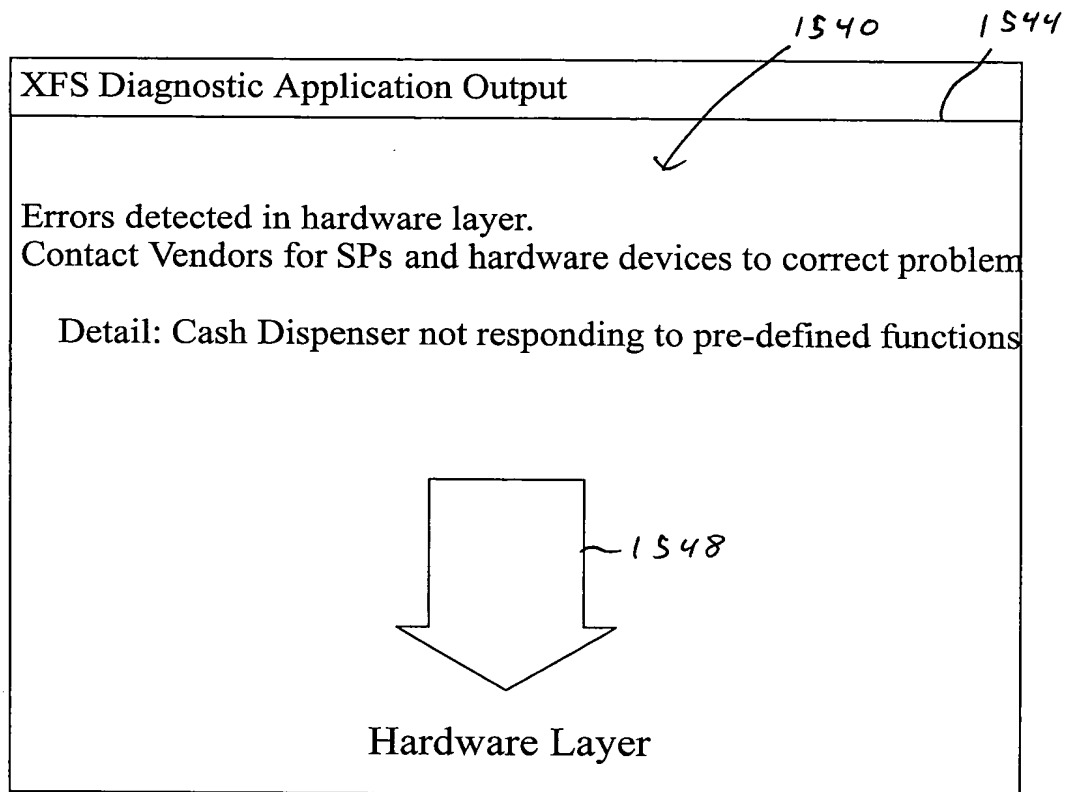 1540 1544
XFS Diagnostic Application Output
Errors detected in hardware layer.
Contact Vendors for SPs and hardware devices to correct problem
Detail: Cash Dispenser not responding to pre-defined functions
1548
Hardware Layer